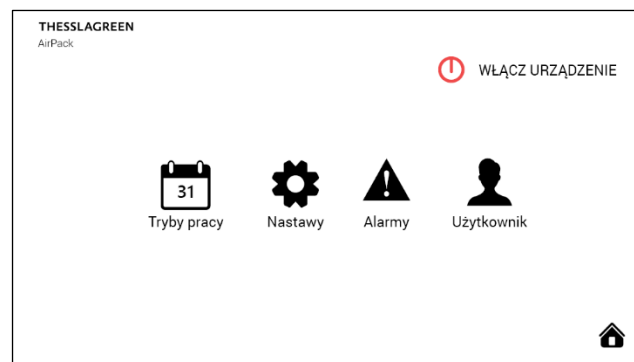 THESSLAGREEN
AirPack
WŁĄCZ URZĄDZENIE
31
Tryby pracy
Nastawy
Alarmy
Użytkownik